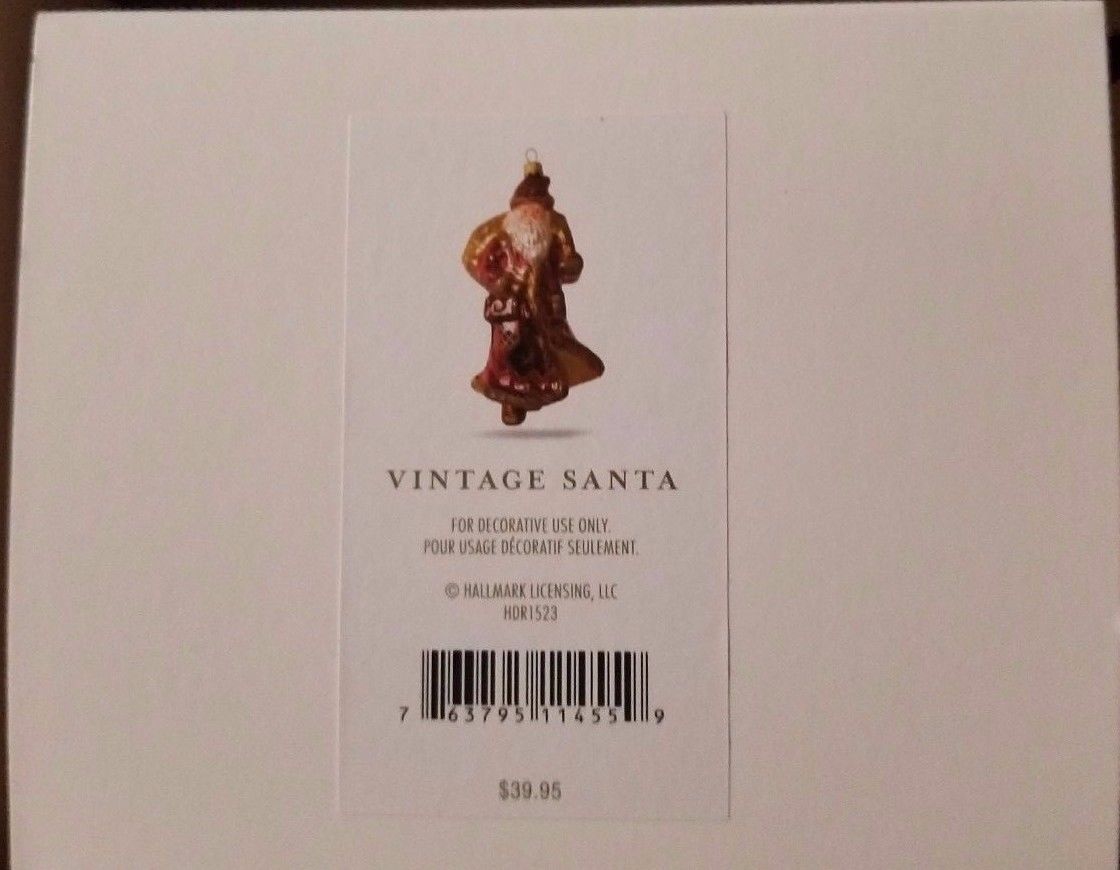 VINTAGE SANTA
FOR DECORATIVE USE ONLY.
POUR USAGE DÉCORATIF SEULEMENT.
© HALLMARK LICENSING, LLC
HDR1523
7 63795 11455 9
$39.95